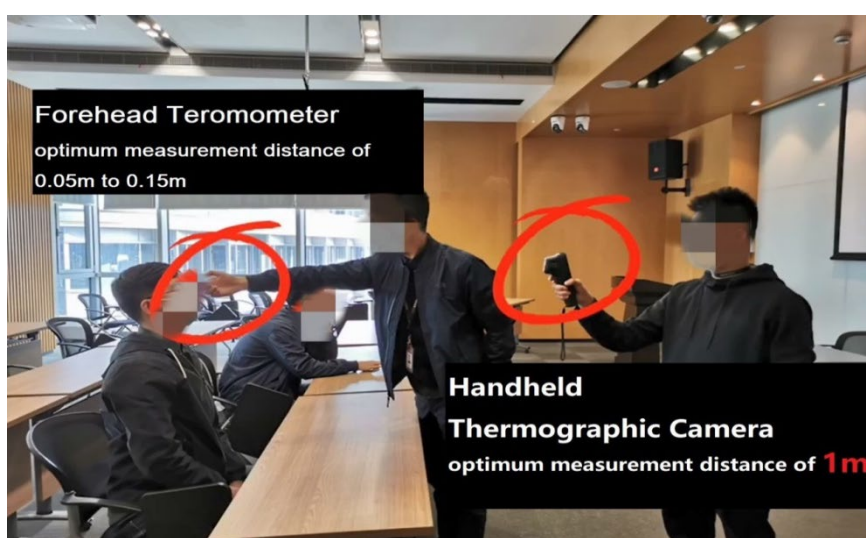 Forehead Teromometer
optimum measurement distance of
0.05m to 0.15m
Handheld
Thermographic Camera
optimum measurement distance of 1m